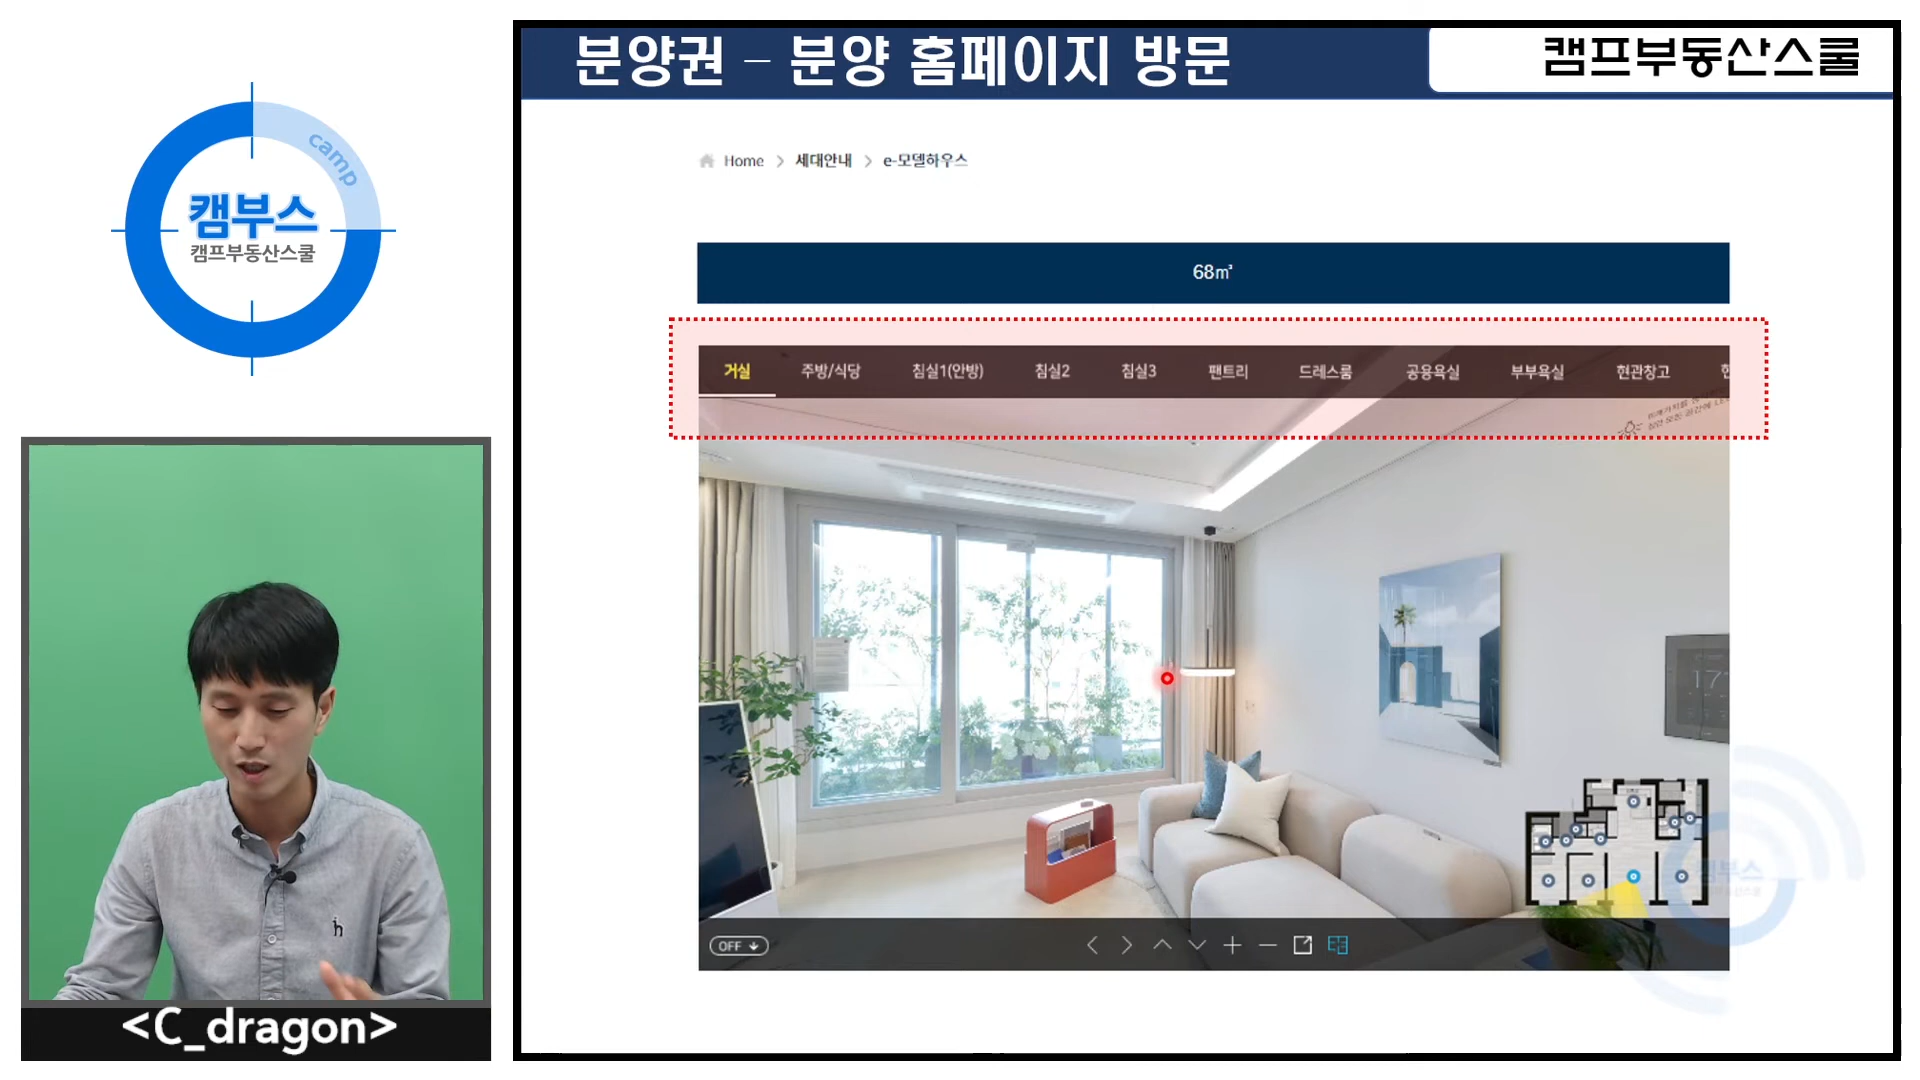 분양권 – 분양 홈페이지 방문
캠프부동산스쿨
camp
캠부스
캠프부동산스쿨
Home > 세대안내 > e-모델하우스
68㎡
거실 주방/식당 침실1(안방) 침실2 침실3 팬트리 드레스룸 공용욕실 부부욕실 현관창고
OFF
<C_dragon>